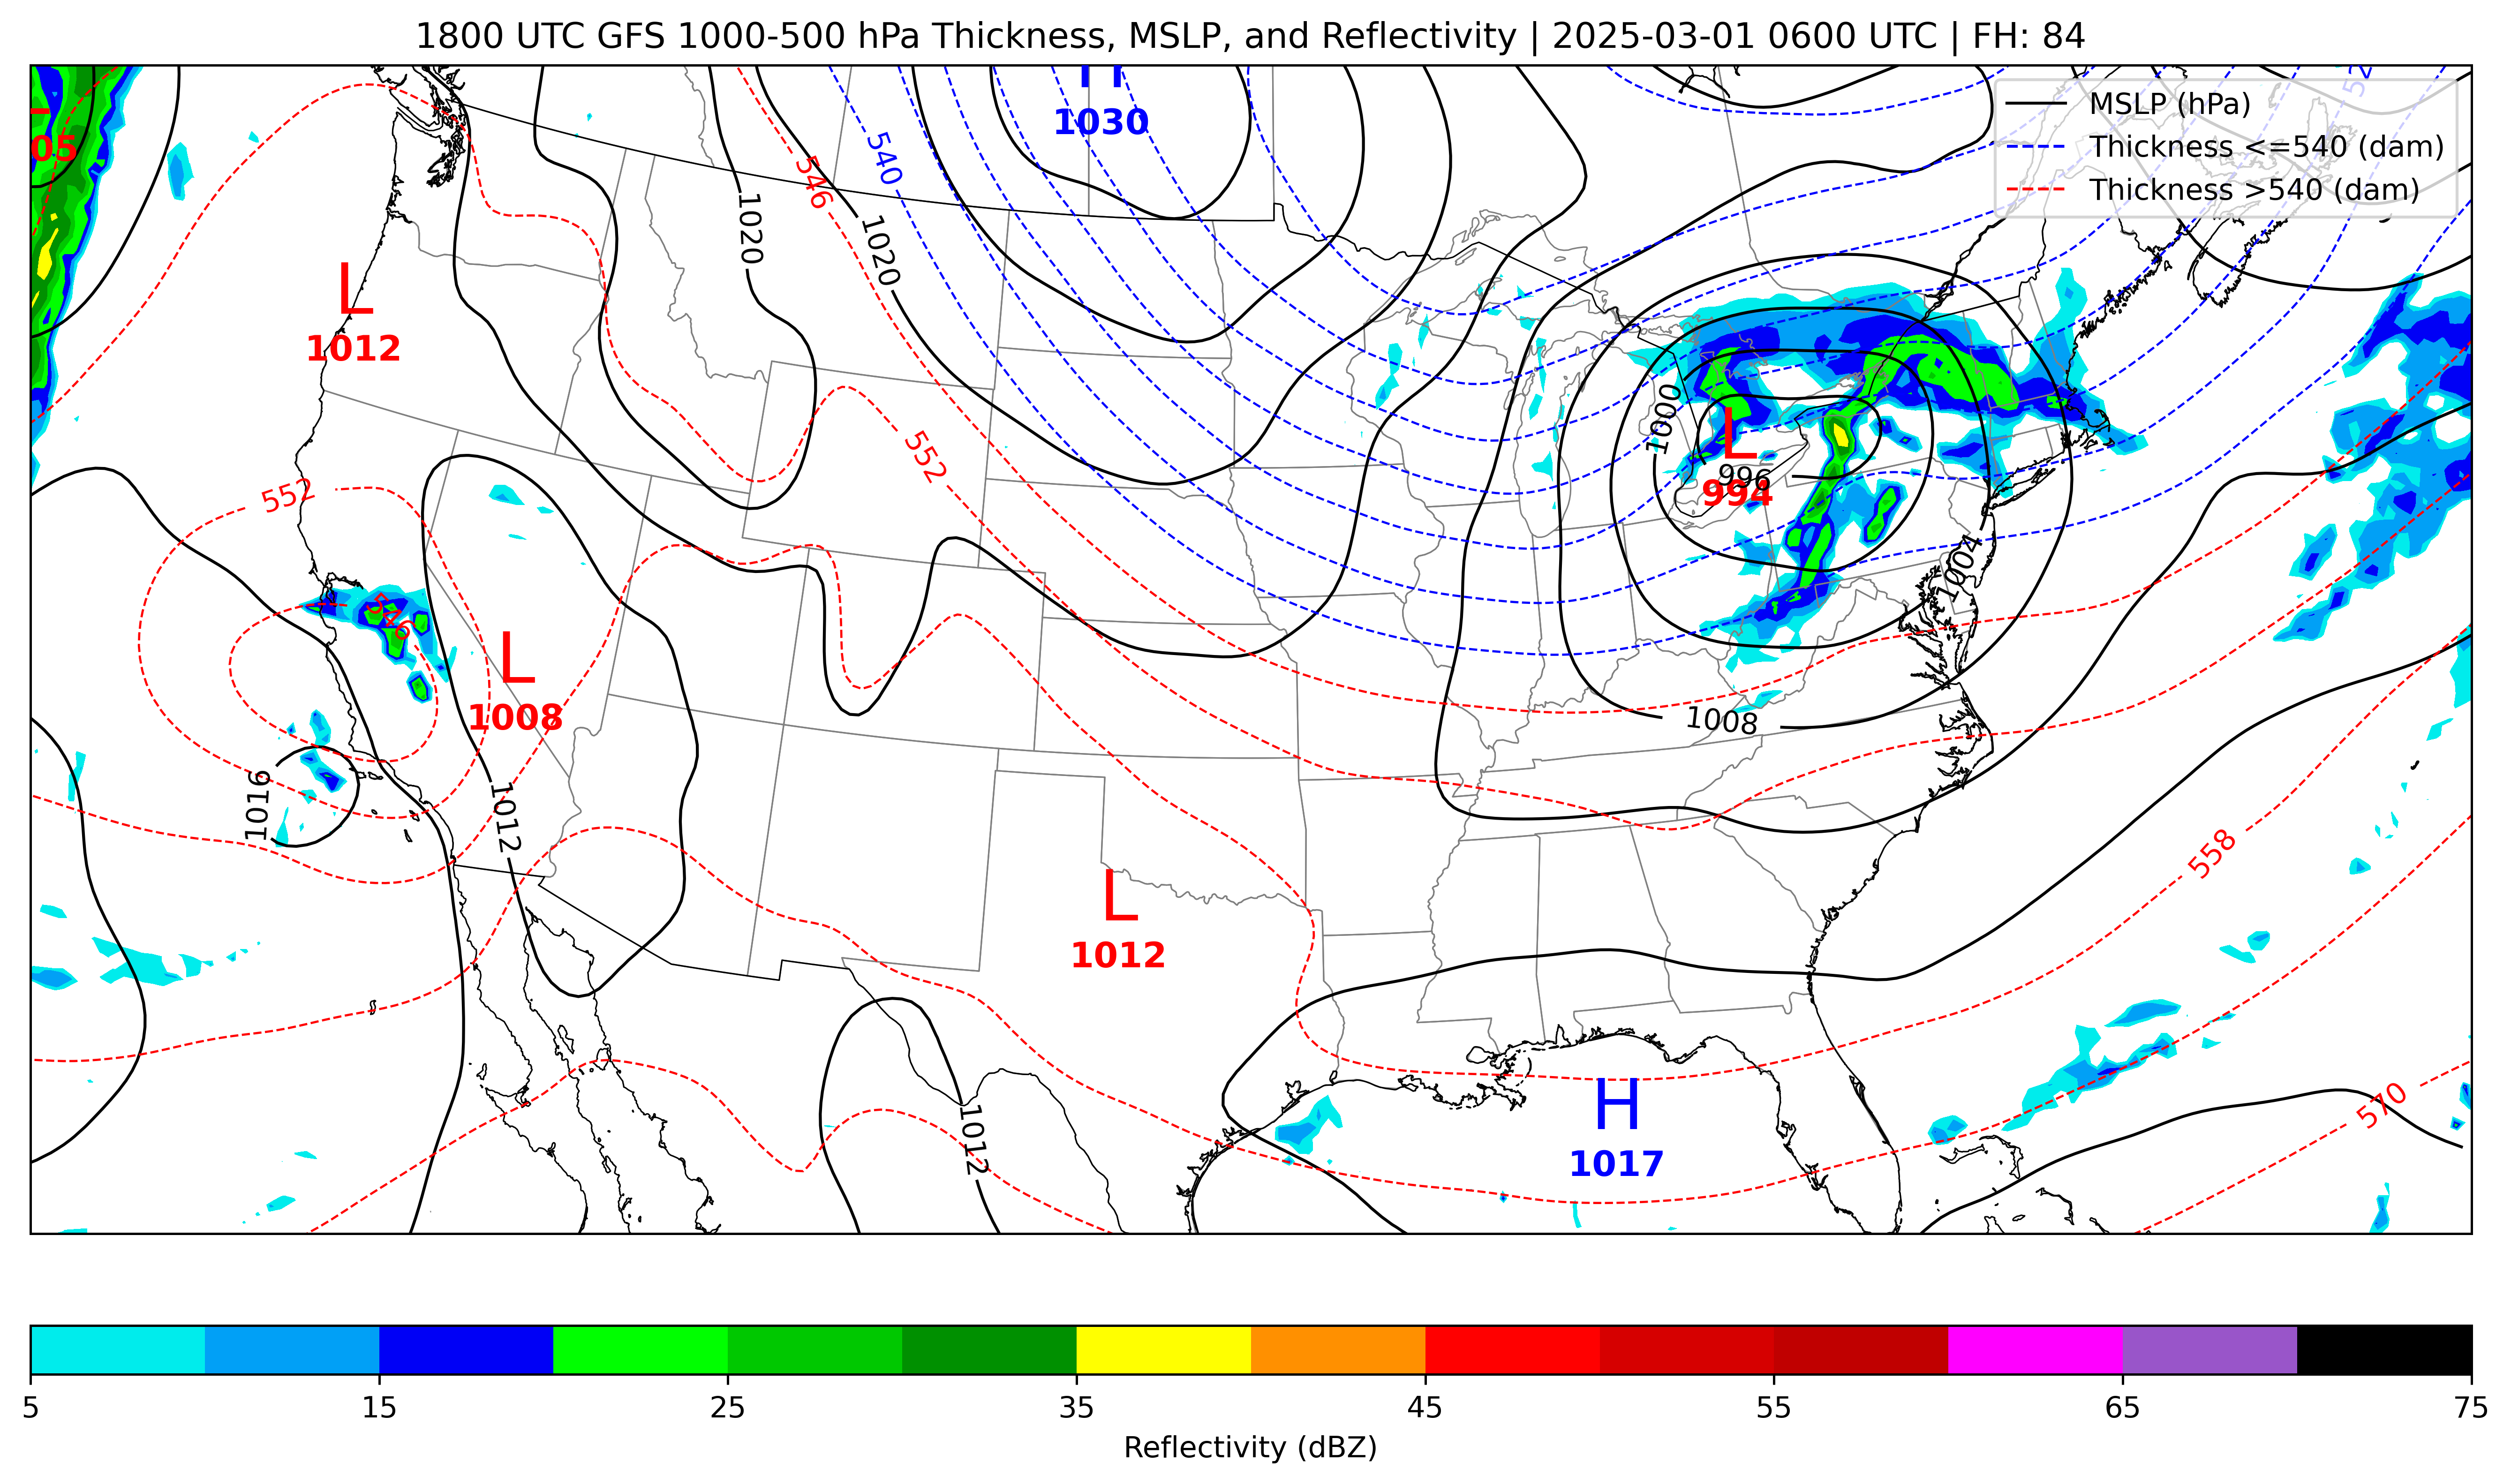 1800 UTC GFS 1000-500 hPa Thickness, MSLP, and Reflectivity | 2025-03-01 0600 UTC | FH: 84
MSLP (hPa)
Thickness <=540 (dam)
Thickness >540 (dam)
H
1030
05
540
546
1020
1020
L
1012
552
552
1000
L
996
994
546
L
1008
1004
1008
1016
1012
L
1012
558
H
1017
570
1012
5 15 25 35 45 55 65 75
Reflectivity (dBZ)